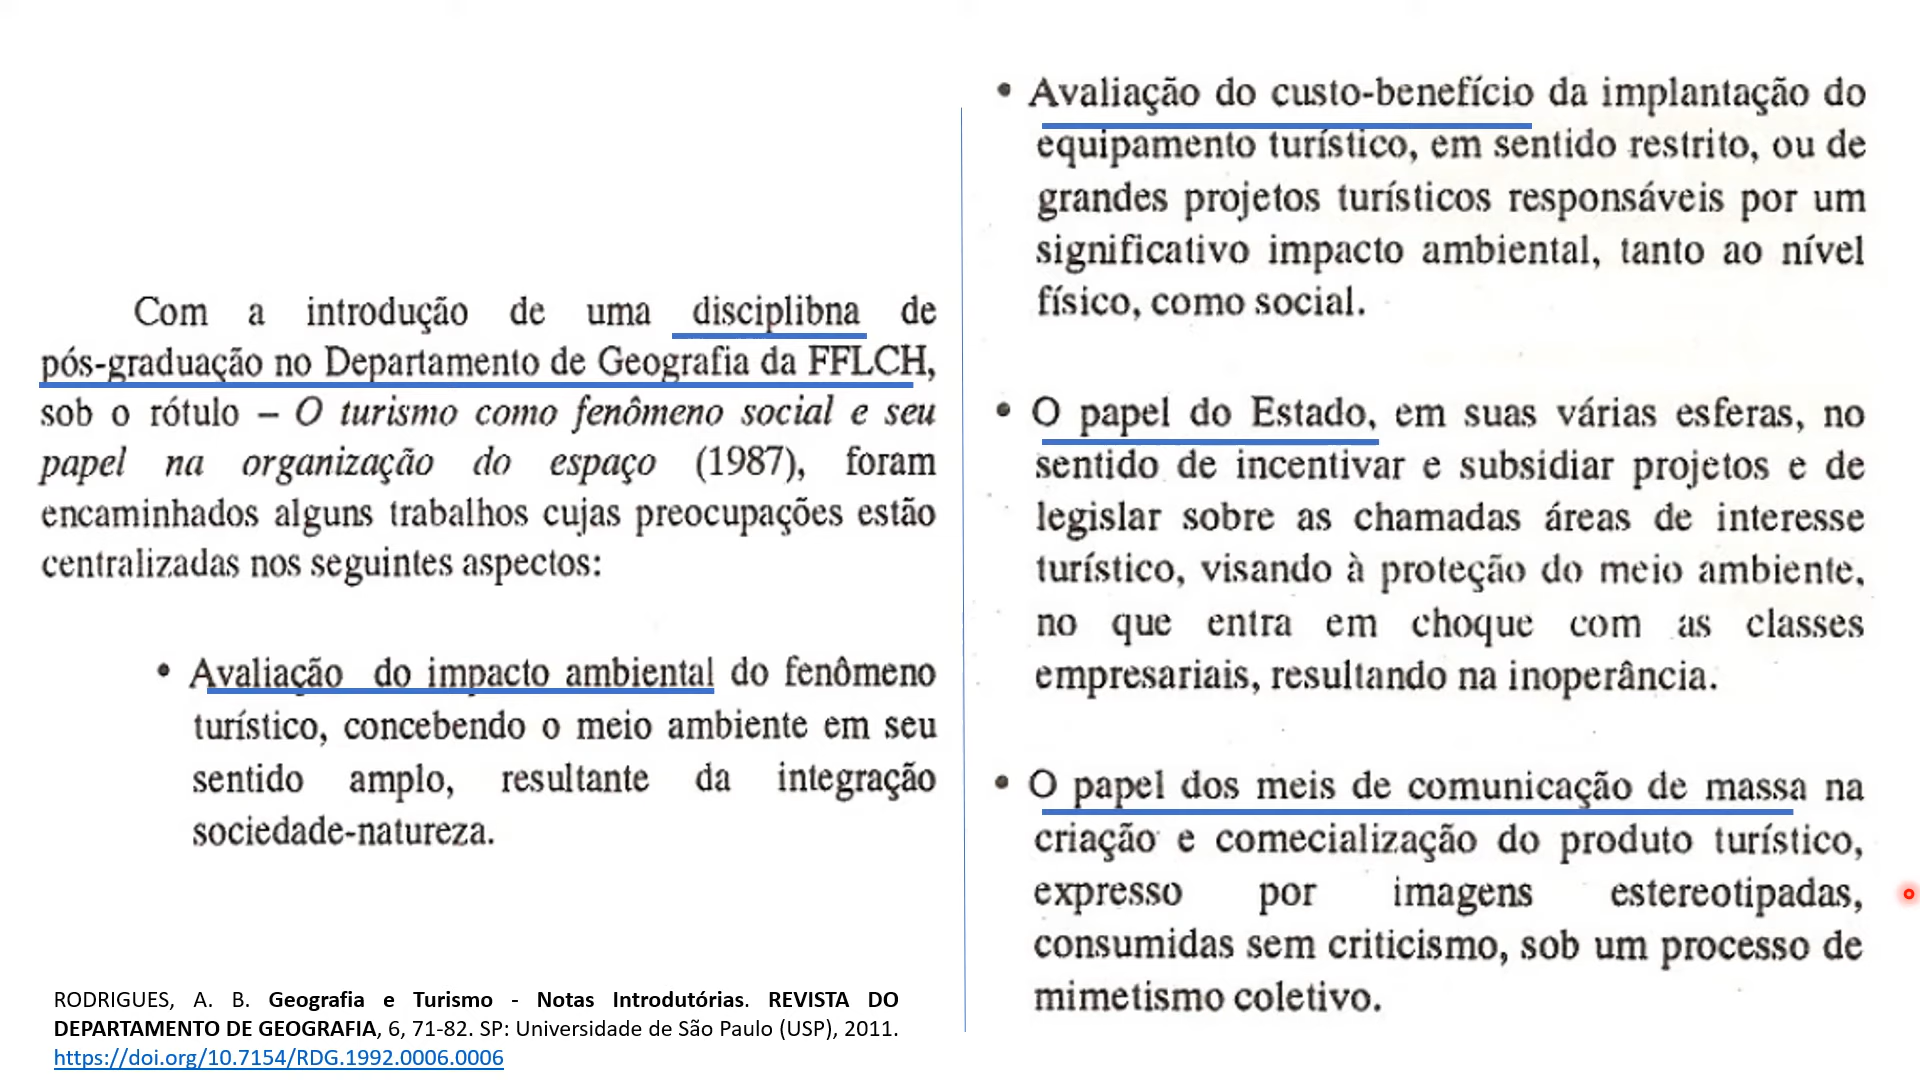 Com a introdução de uma disciplibna de
pós-graduação no Departamento de Geografia da FFLCH,
sob o rótulo – O turismo como fenômeno social e seu
papel na organização do espaço (1987), foram
encaminhados alguns trabalhos cujas preocupações estão
centralizadas nos seguintes aspectos:
• Avaliação do impacto ambiental do fenômeno
turístico, concebendo o meio ambiente em seu
sentido amplo, resultante da integração
sociedade-natureza.
RODRIGUES, A. B. Geografia e Turismo - Notas Introdutórias. REVISTA DO
DEPARTAMENTO DE GEOGRAFIA, 6, 71-82. SP: Universidade de São Paulo (USP), 2011.
https://doi.org/10.7154/RDG.1992.0006.0006
• Avaliação do custo-benefício da implantação do
equipamento turístico, em sentido restrito, ou de
grandes projetos turísticos responsáveis por um
significativo impacto ambiental, tanto ao nível
físico, como social.
• O papel do Estado, em suas várias esferas, no
sentido de incentivar e subsidiar projetos e de
legislar sobre as chamadas áreas de interesse
turístico, visando à proteção do meio ambiente,
no que entra em choque com as classes
empresariais, resultando na inoperância.
• O papel dos meis de comunicação de massa na
criação e comecialização do produto turístico,
expresso por imagens estereotipadas,
consumidas sem criticismo, sob um processo de
mimetismo coletivo.